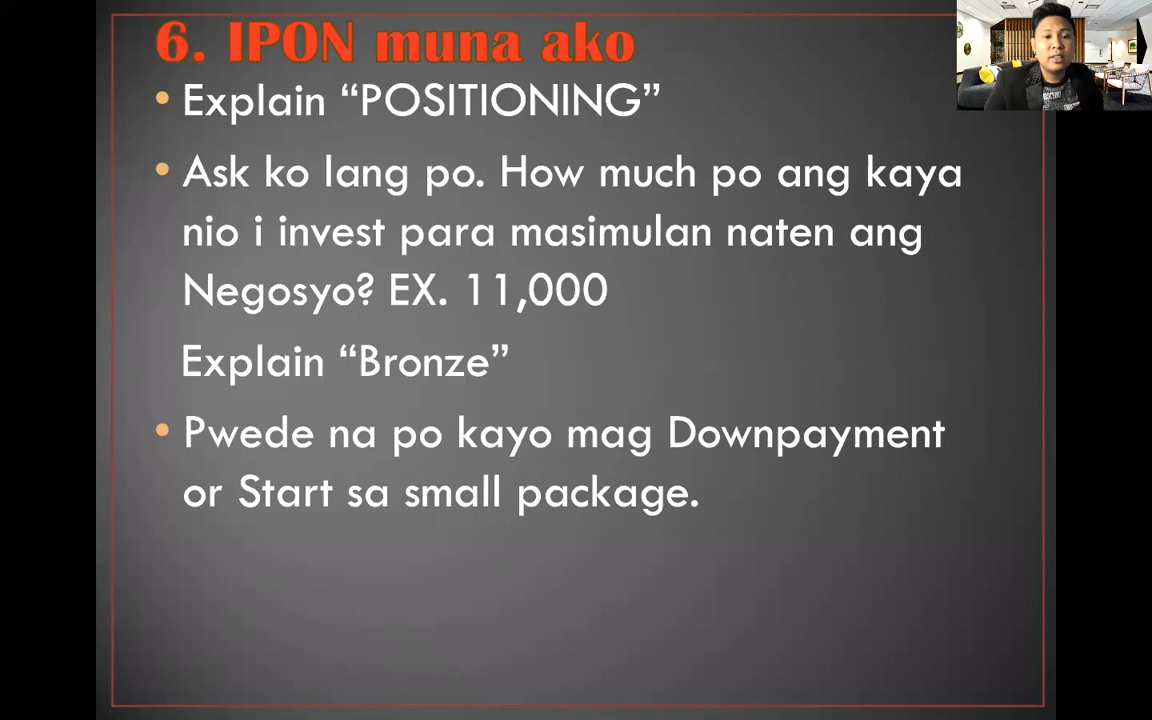 6. IPON muna ako
• Explain “POSITIONING”
• Ask ko lang po. How much po ang kaya
nio i invest para masimulan naten ang
Negosyo? EX. 11,000
Explain “Bronze”
• Pwede na po kayo mag Downpayment
or Start sa small package.